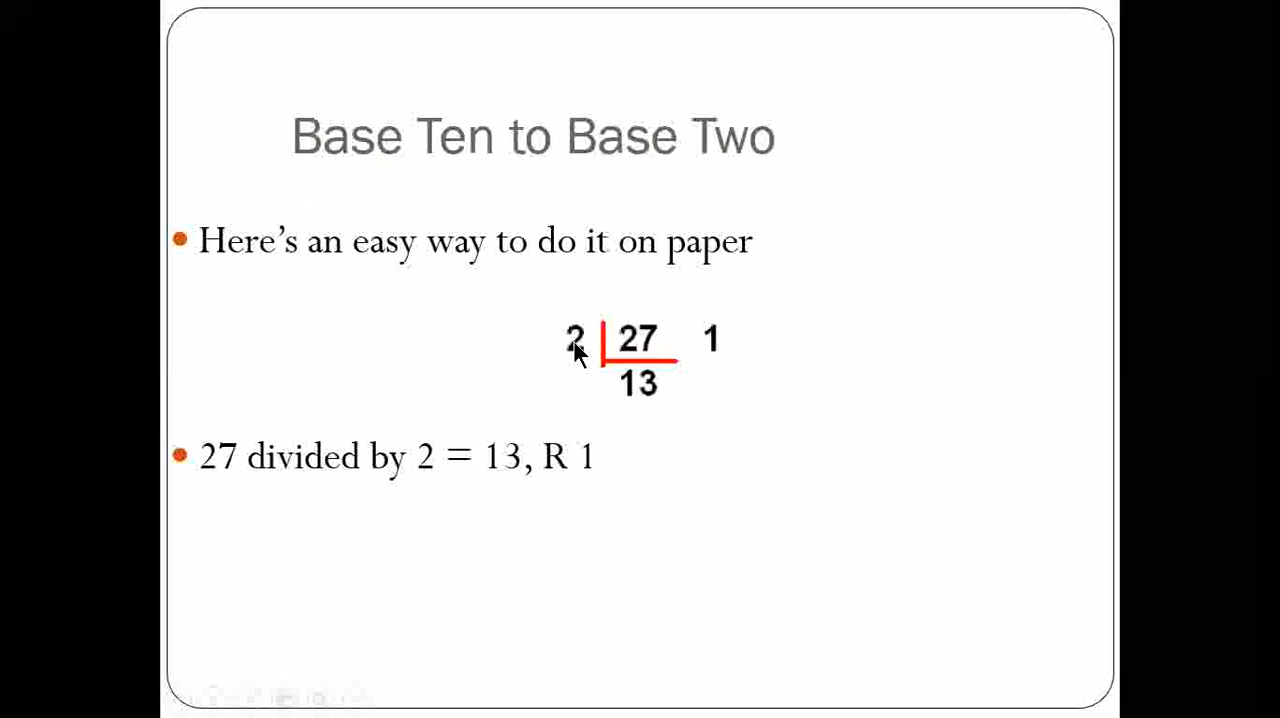 Base Ten to Base Two
Here's an easy way to do it on paper
2 27 1
13
27 divided by 2 = 13, R 1